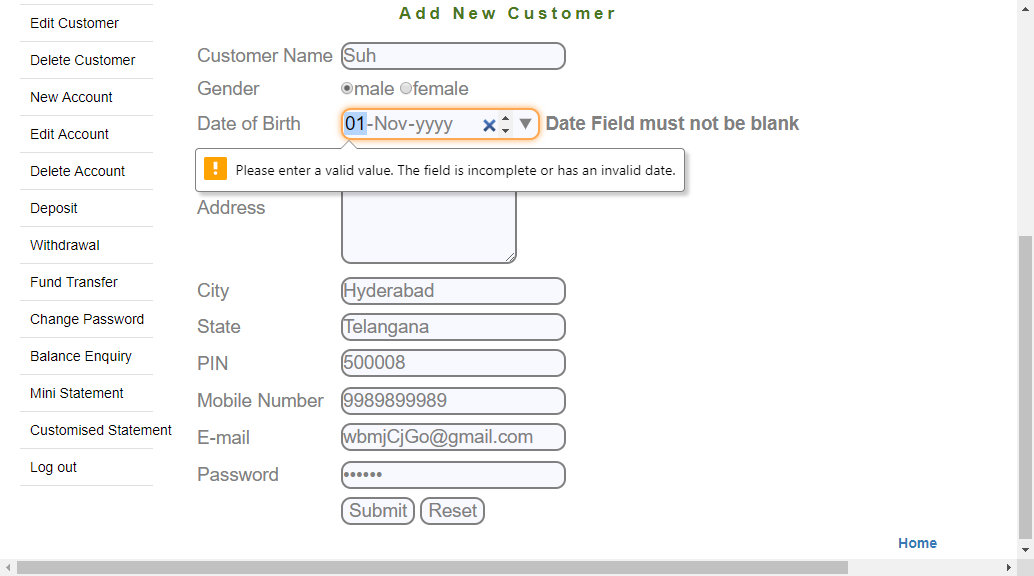 Add New Customer
Edit Customer
Delete Customer
New Account
Edit Account
Delete Account
Deposit
Withdrawal
Fund Transfer
Change Password
Balance Enquiry
Mini Statement
Customised Statement
Log out
Customer Name Suh
Gender male female
Date of Birth 01-Nov-yyyy Date Field must not be blank
Please enter a valid value. The field is incomplete or has an invalid date.
Address
City Hyderabad
State Telangana
PIN 500008
Mobile Number 9989899989
E-mail wbmjCjGo@gmail.com
Password ••••••
Submit Reset
Home